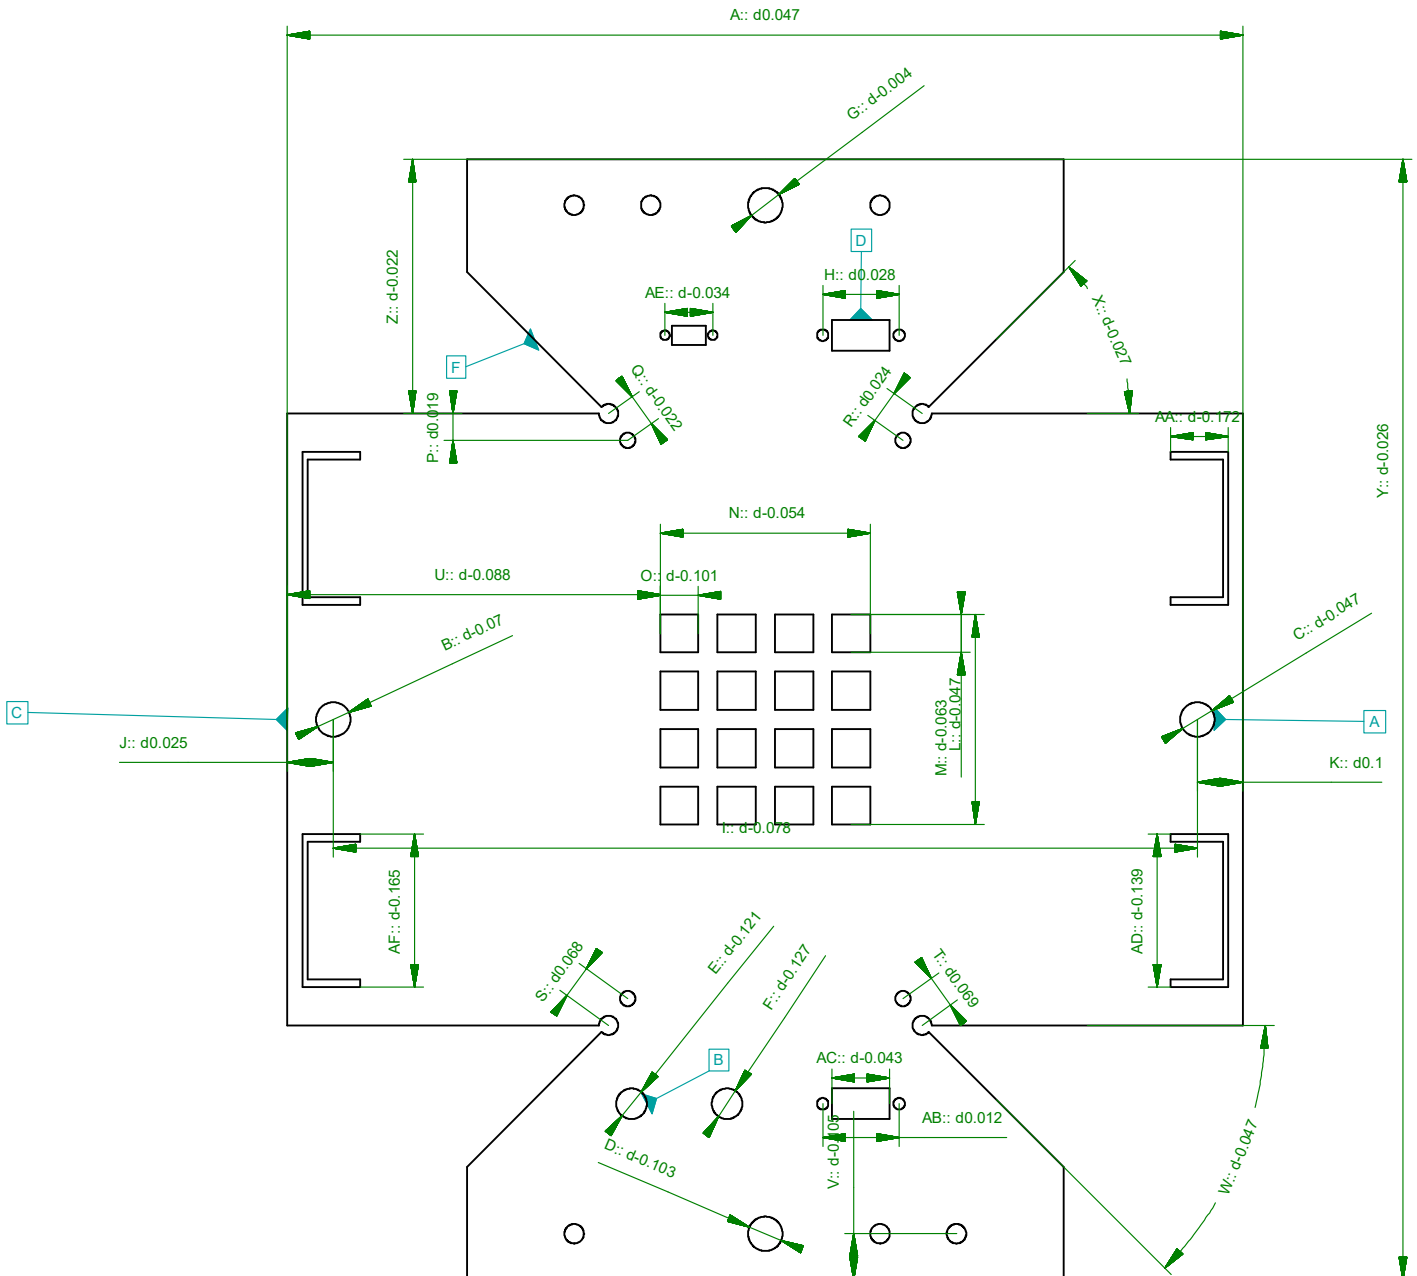 A:: d0.047
G:: d-0.004
D
Z:: d-0.022
H:: d0.028
AE:: d-0.034
X:: d-0.027
F
Q:: d-0.022
R:: d0.024
P:: d0.019
AA:: d-0.172
Y:: d-0.026
N:: d-0.054
U:: d-0.088
O:: d-0.101
B:: d-0.07
C:: d-0.047
C
A
J:: d0.025
M:: d-0.063
L:: d-0.047
K:: d0.1
I:: d-0.078
AF:: d-0.165
AD:: d-0.139
E:: d-0.121
F:: d-0.127
S:: d0.068
T:: d0.069
B
AC:: d-0.043
AB:: d0.012
V:: d-0.105
D:: d-0.103
W:: d-0.047